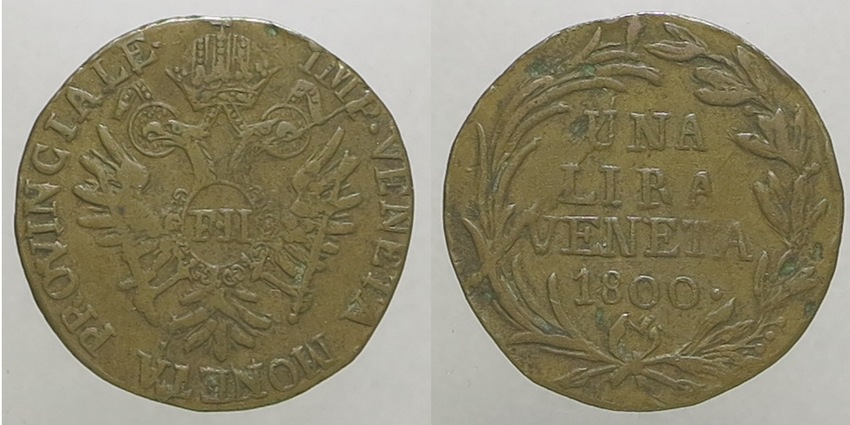 IMP·VENETA MONETA PROVINCIALE·
F II
UNA
LIRA
VENETA
1800·